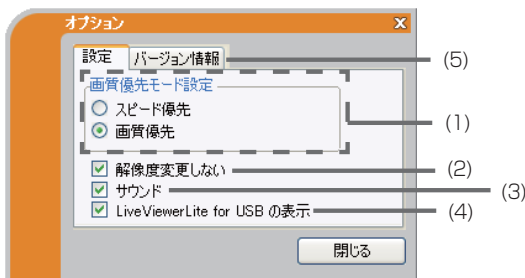 オプション
設定 バージョン情報
(5)
画質優先モード設定
スピード優先
画質優先
(1)
解像度変更しない
(2)
サウンド
(3)
LiveViewerLite for USB の表示
(4)
閉じる